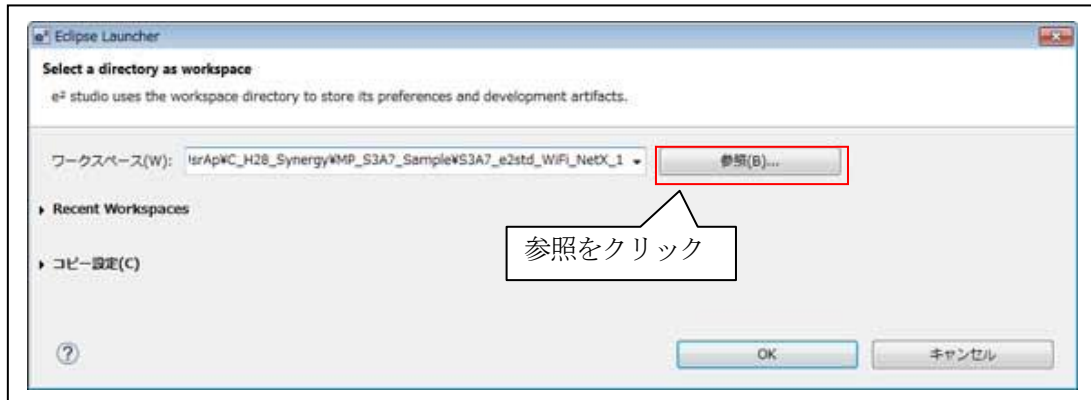 e² Eclipse Launcher
Select a directory as workspace
e² studio uses the workspace directory to store its preferences and development artifacts.
ワークスペース(W): !srAp¥C_H28_Synergy¥MP_S3A7_Sample¥S3A7_e2std_WiFi_NetX_1 参照(B)...
Recent Workspaces
参照をクリック
コピー設定(C)
? OK キャンセル